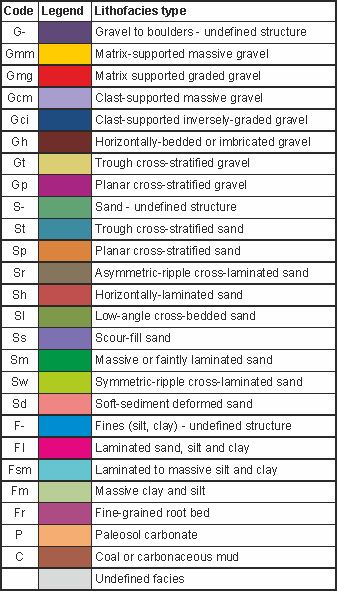 Code Legend Lithofacies type
G- Gravel to boulders - undefined structure
Gmm Matrix-supported massive gravel
Gmg Matrix supported graded gravel
Gcm Clast-supported massive gravel
Gci Clast-supported inversely-graded gravel
Gh Horizontally-bedded or imbricated gravel
Gt Trough cross-stratified gravel
Gp Planar cross-stratified gravel
S- Sand - undefined structure
St Trough cross-stratified sand
Sp Planar cross-stratified sand
Sr Asymmetric-ripple cross-laminated sand
Sh Horizontally-laminated sand
Sl Low-angle cross-bedded sand
Ss Scour-fill sand
Sm Massive or faintly laminated sand
Sw Symmetric-ripple cross-laminated sand
Sd Soft-sediment deformed sand
F- Fines (silt, clay) - undefined structure
Fl Laminated sand, silt and clay
Fsm Laminated to massive silt and clay
Fm Massive clay and silt
Fr Fine-grained root bed
P Paleosol carbonate
C Coal or carbonaceous mud
Undefined facies